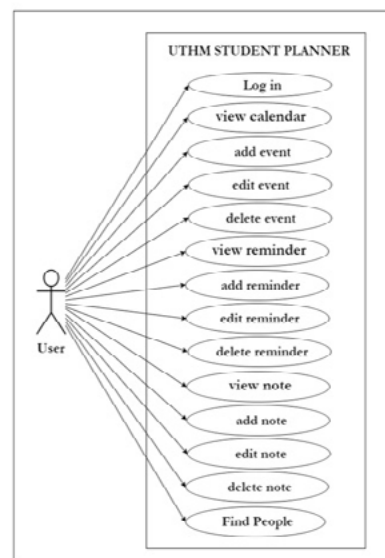 UTHM STUDENT PLANNER
Log in
view calendar
add event
edit event
delete event
view reminder
add reminder
edit reminder
delete reminder
view note
add note
edit note
delete note
Find People
User